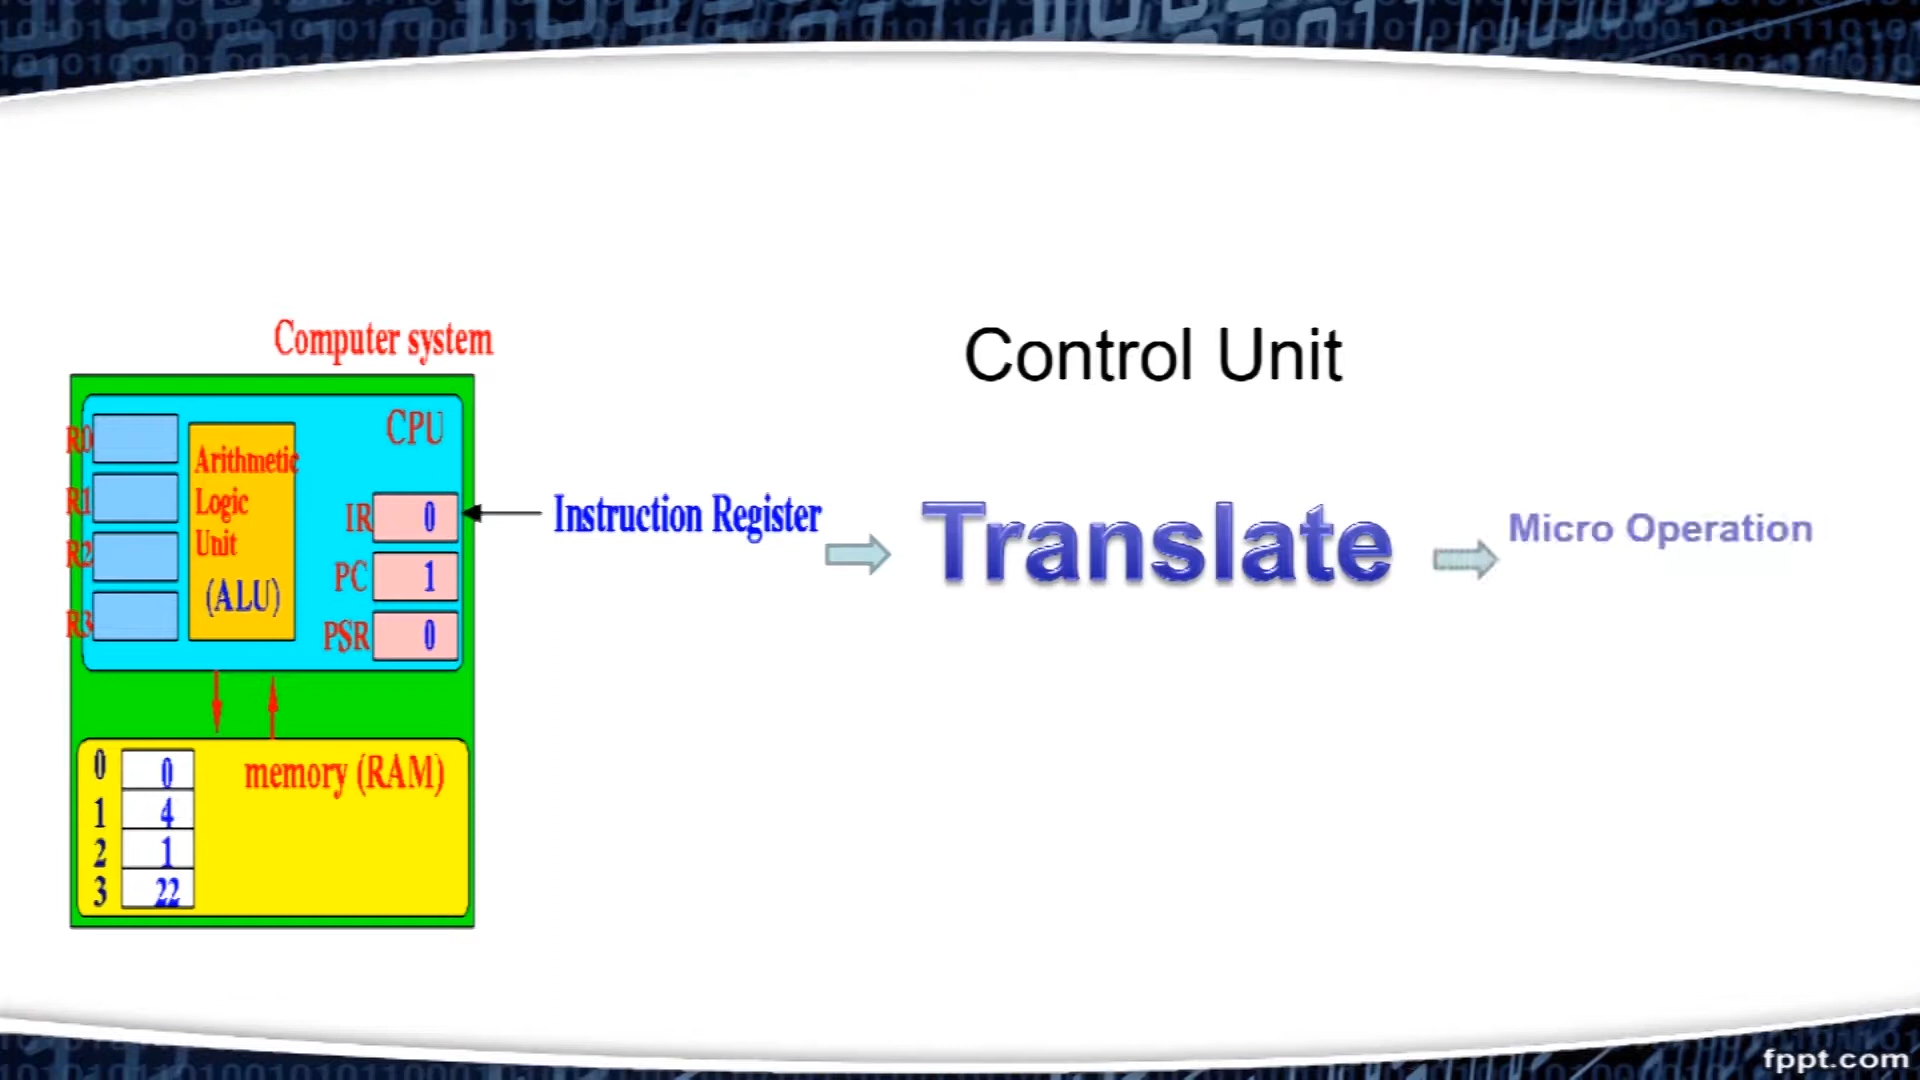 Computer system
Control Unit
CPU
R0
R1
R2
R3
Arithmetic
Logic
Unit
(ALU)
IR 0
PC 1
PSR 0
Instruction Register
Translate
Micro Operation
memory (RAM)
0 0
1 4
2 1
3 22
fppt.com